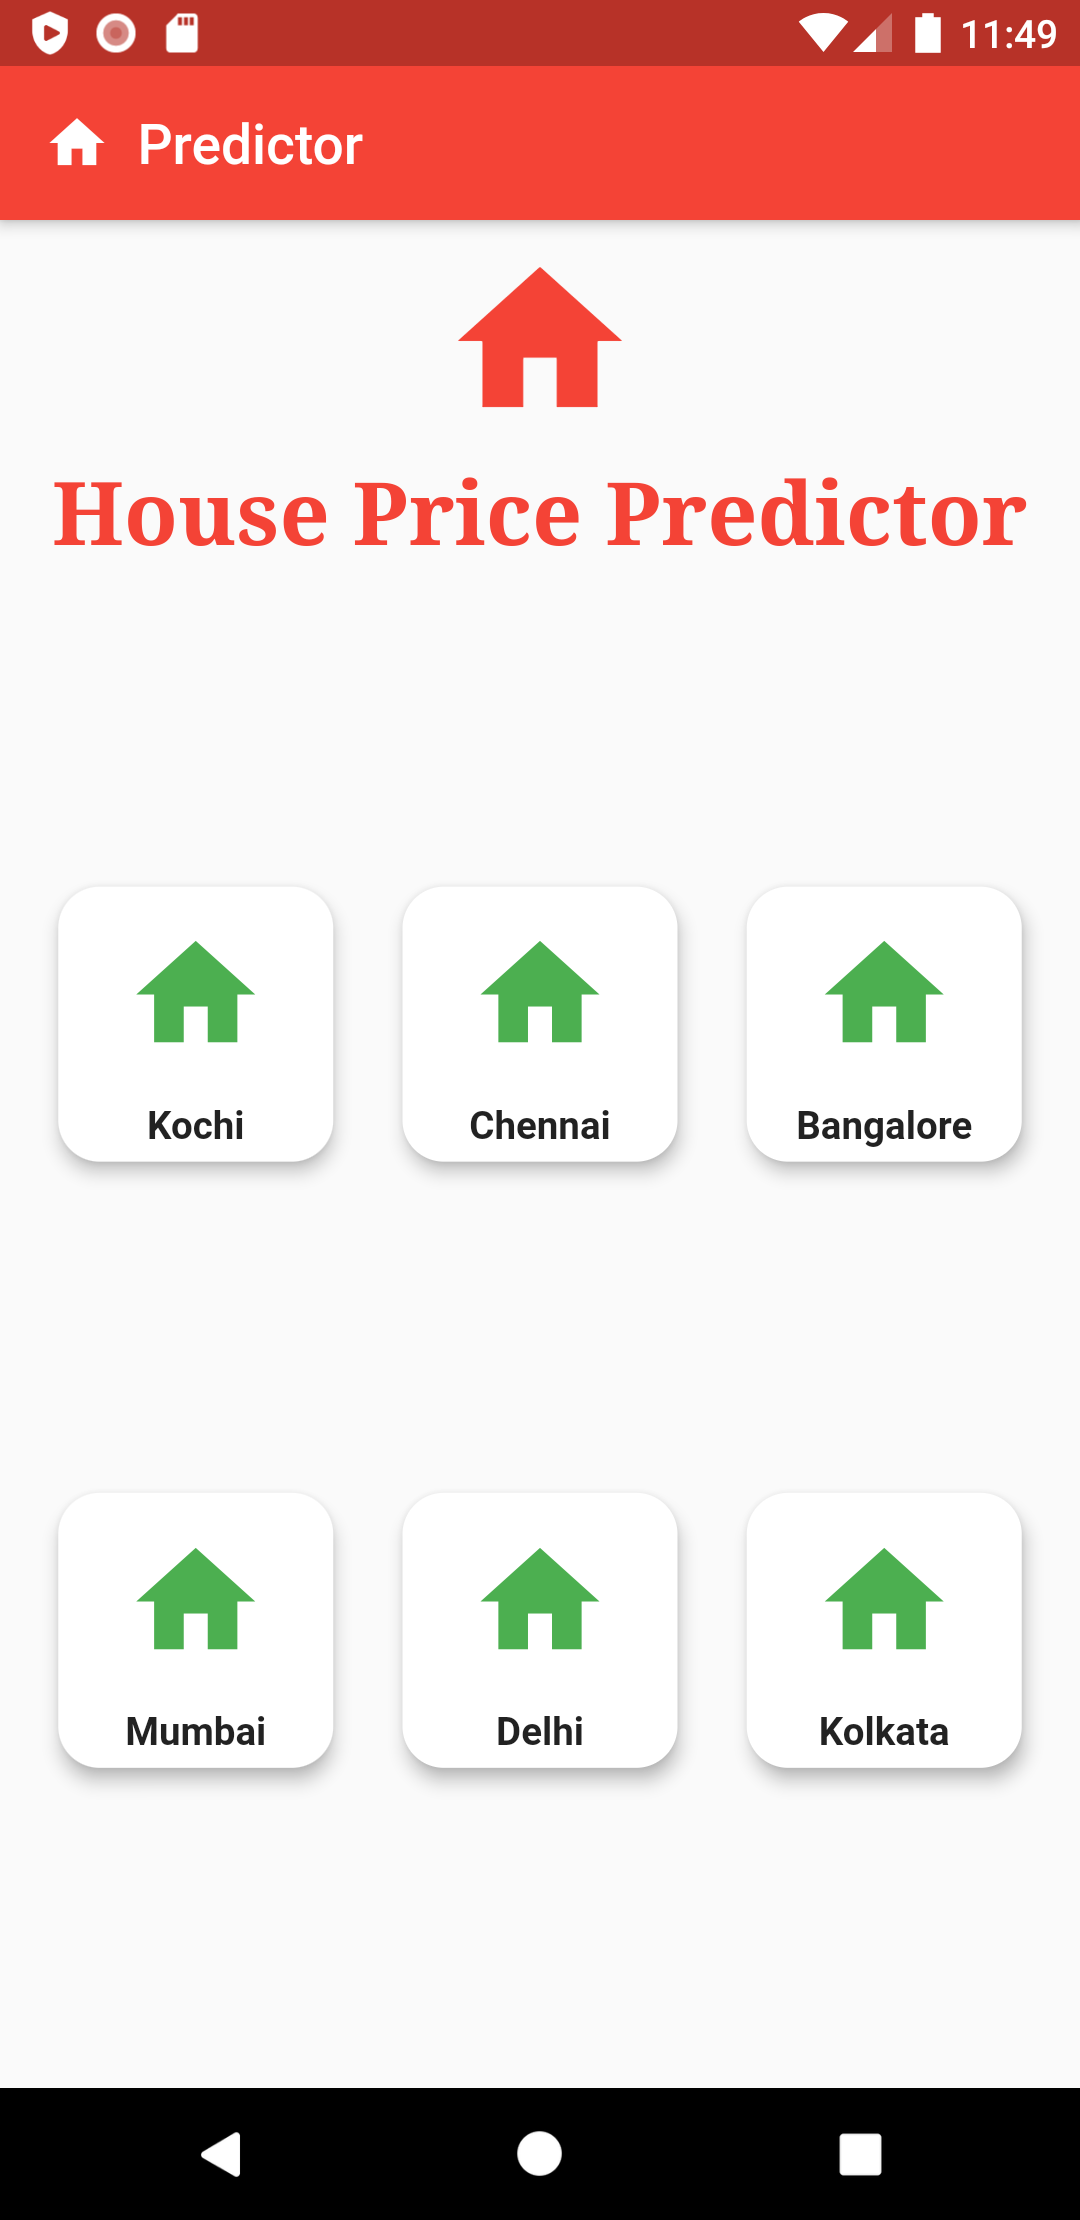 11:49
Predictor
House Price Predictor
Kochi
Chennai
Bangalore
Mumbai
Delhi
Kolkata